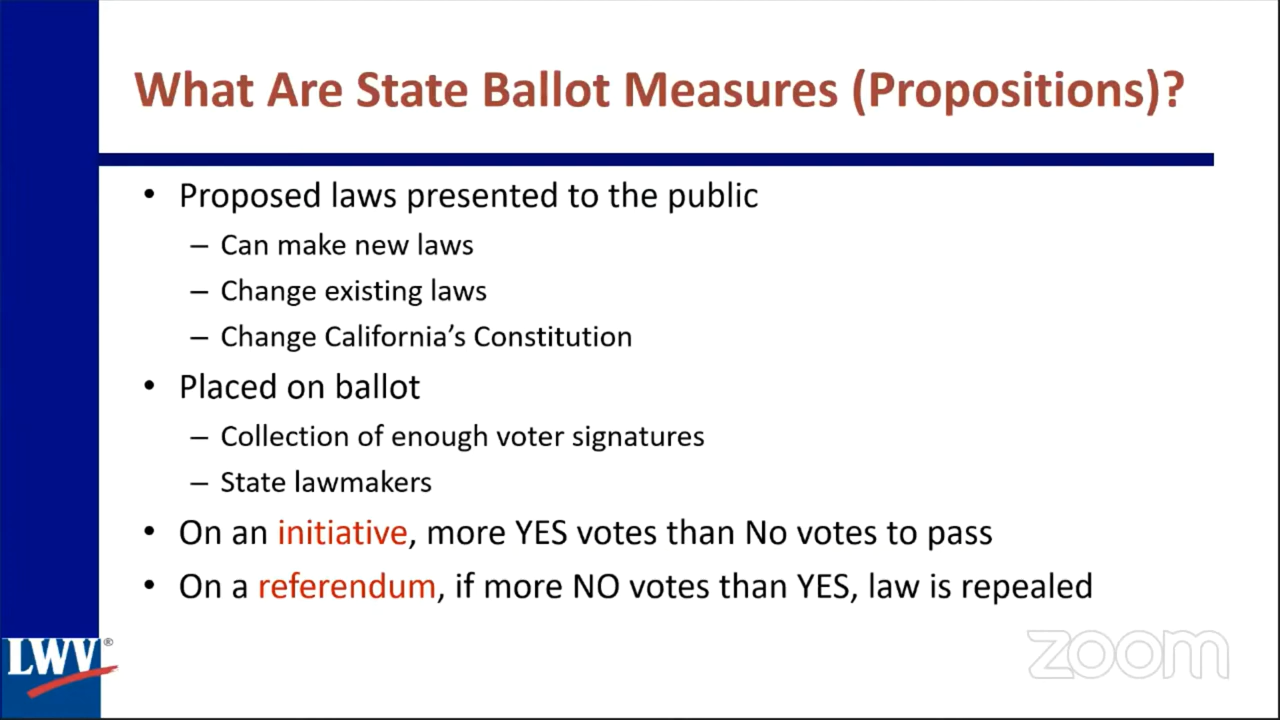 What Are State Ballot Measures (Propositions)?
• Proposed laws presented to the public
– Can make new laws
– Change existing laws
– Change California’s Constitution
• Placed on ballot
– Collection of enough voter signatures
– State lawmakers
• On an initiative, more YES votes than No votes to pass
• On a referendum, if more NO votes than YES, law is repealed
LWV®
zoom